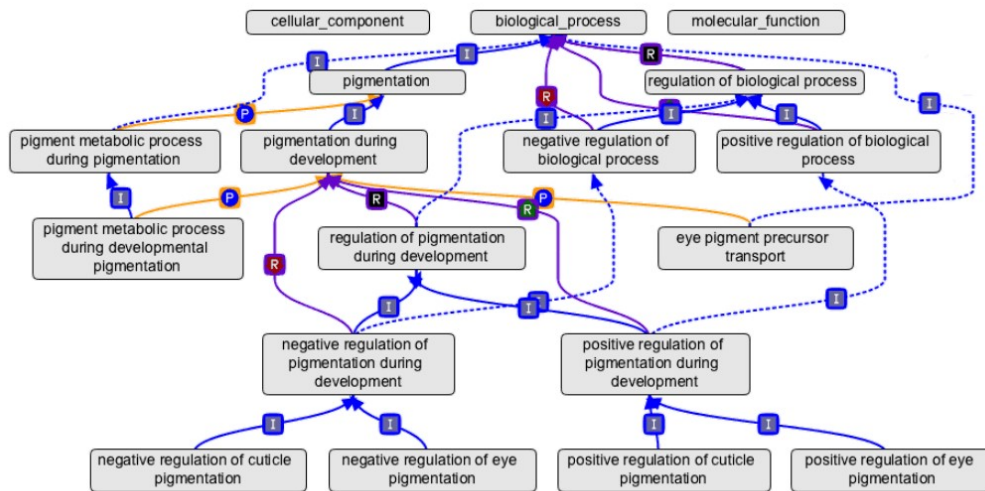 cellular_component
biological_process
molecular_function
I
I
R
pigmentation
regulation of biological process
R
I
P
I
I
I
pigment metabolic process
during pigmentation
pigmentation during
development
negative regulation of
biological process
positive regulation of biological
process
I
P
R
P
R
pigment metabolic process
during developmental
pigmentation
regulation of pigmentation
during development
eye pigment precursor
transport
R
I
I
I
negative regulation of
pigmentation during
development
positive regulation of
pigmentation during
development
I
I
I
I
negative regulation of cuticle
pigmentation
negative regulation of eye
pigmentation
positive regulation of cuticle
pigmentation
positive regulation of eye
pigmentation